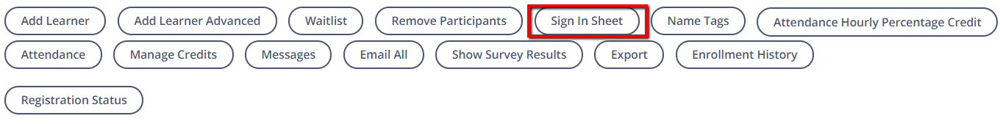 Add Learner Add Learner Advanced Waitlist Remove Participants Sign In Sheet Name Tags Attendance Hourly Percentage Credit
Attendance Manage Credits Messages Email All Show Survey Results Export Enrollment History
Registration Status